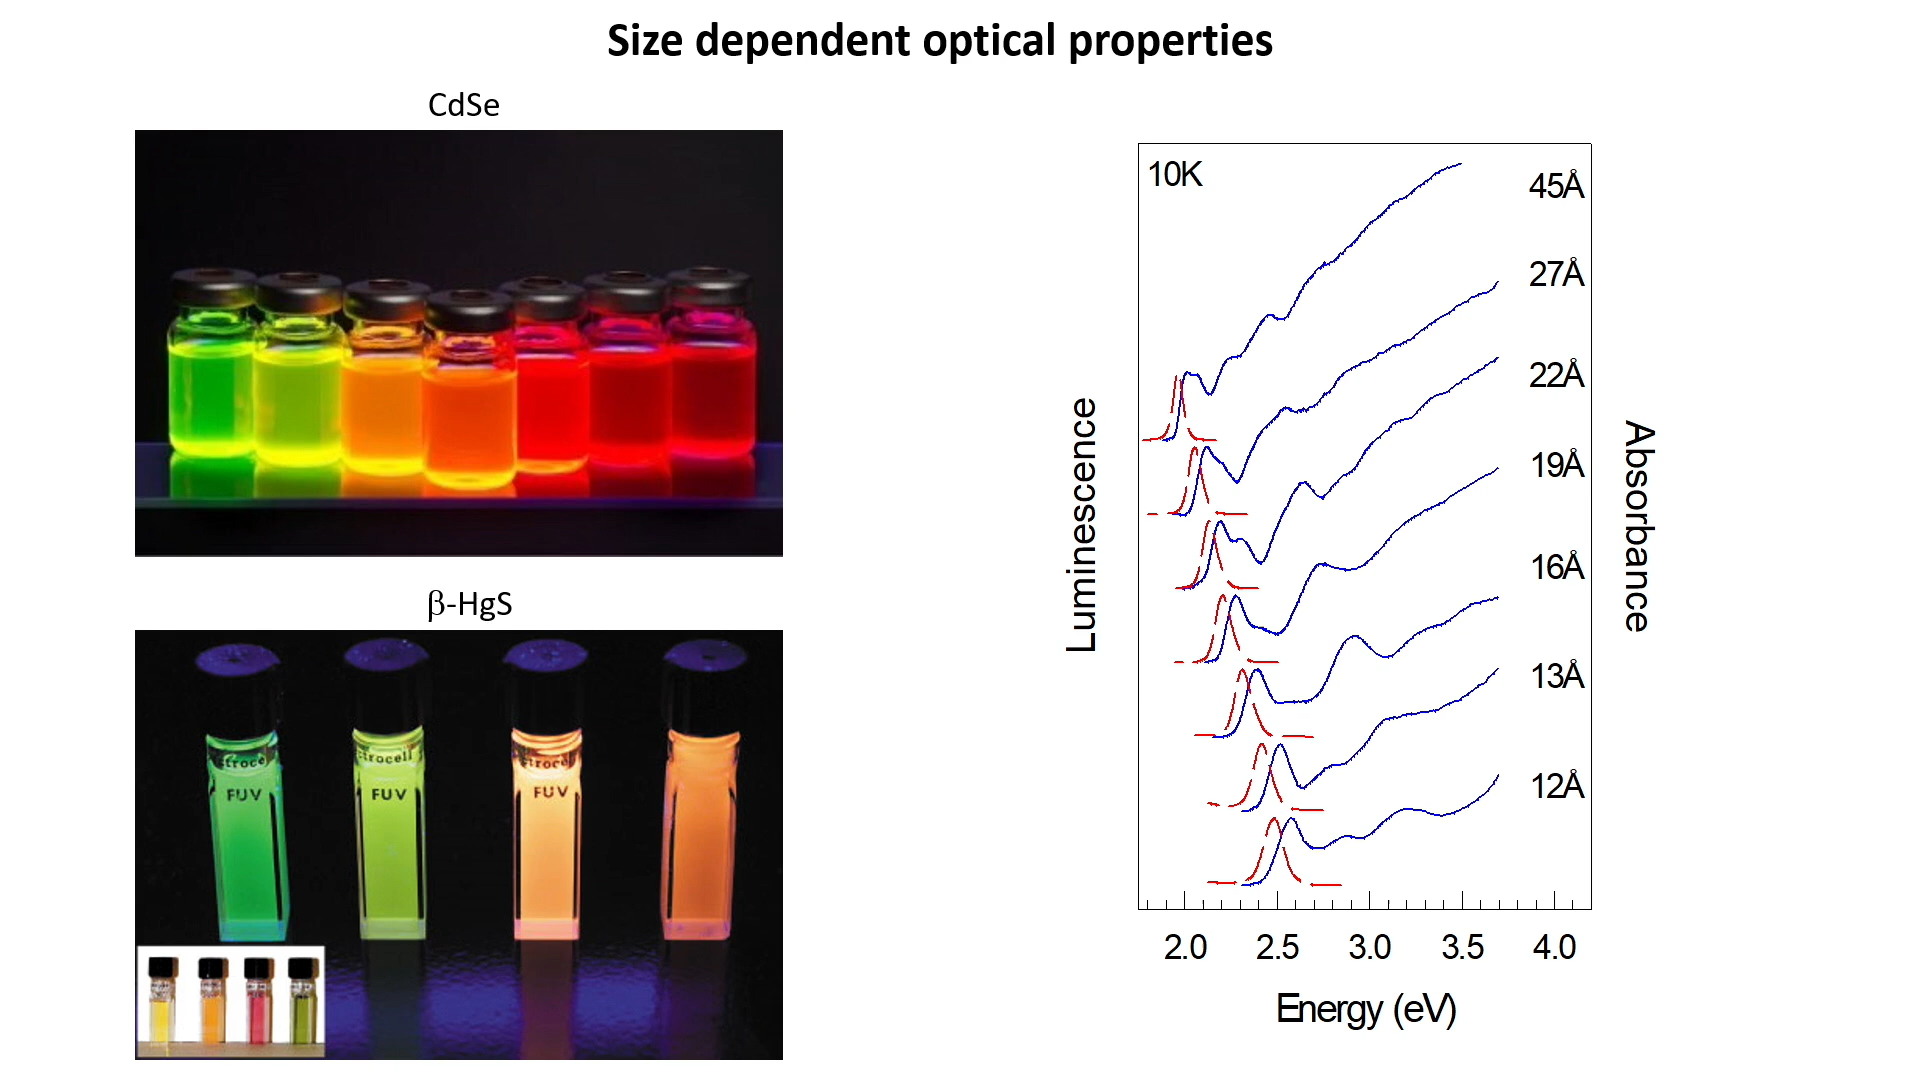 Size dependent optical properties
CdSe
β-HgS
trocell
FUV
FUV
FUV
10K
45Å
27Å
22Å
19Å
16Å
13Å
12Å
Luminescence
Absorbance
2.0 2.5 3.0 3.5 4.0
Energy (eV)